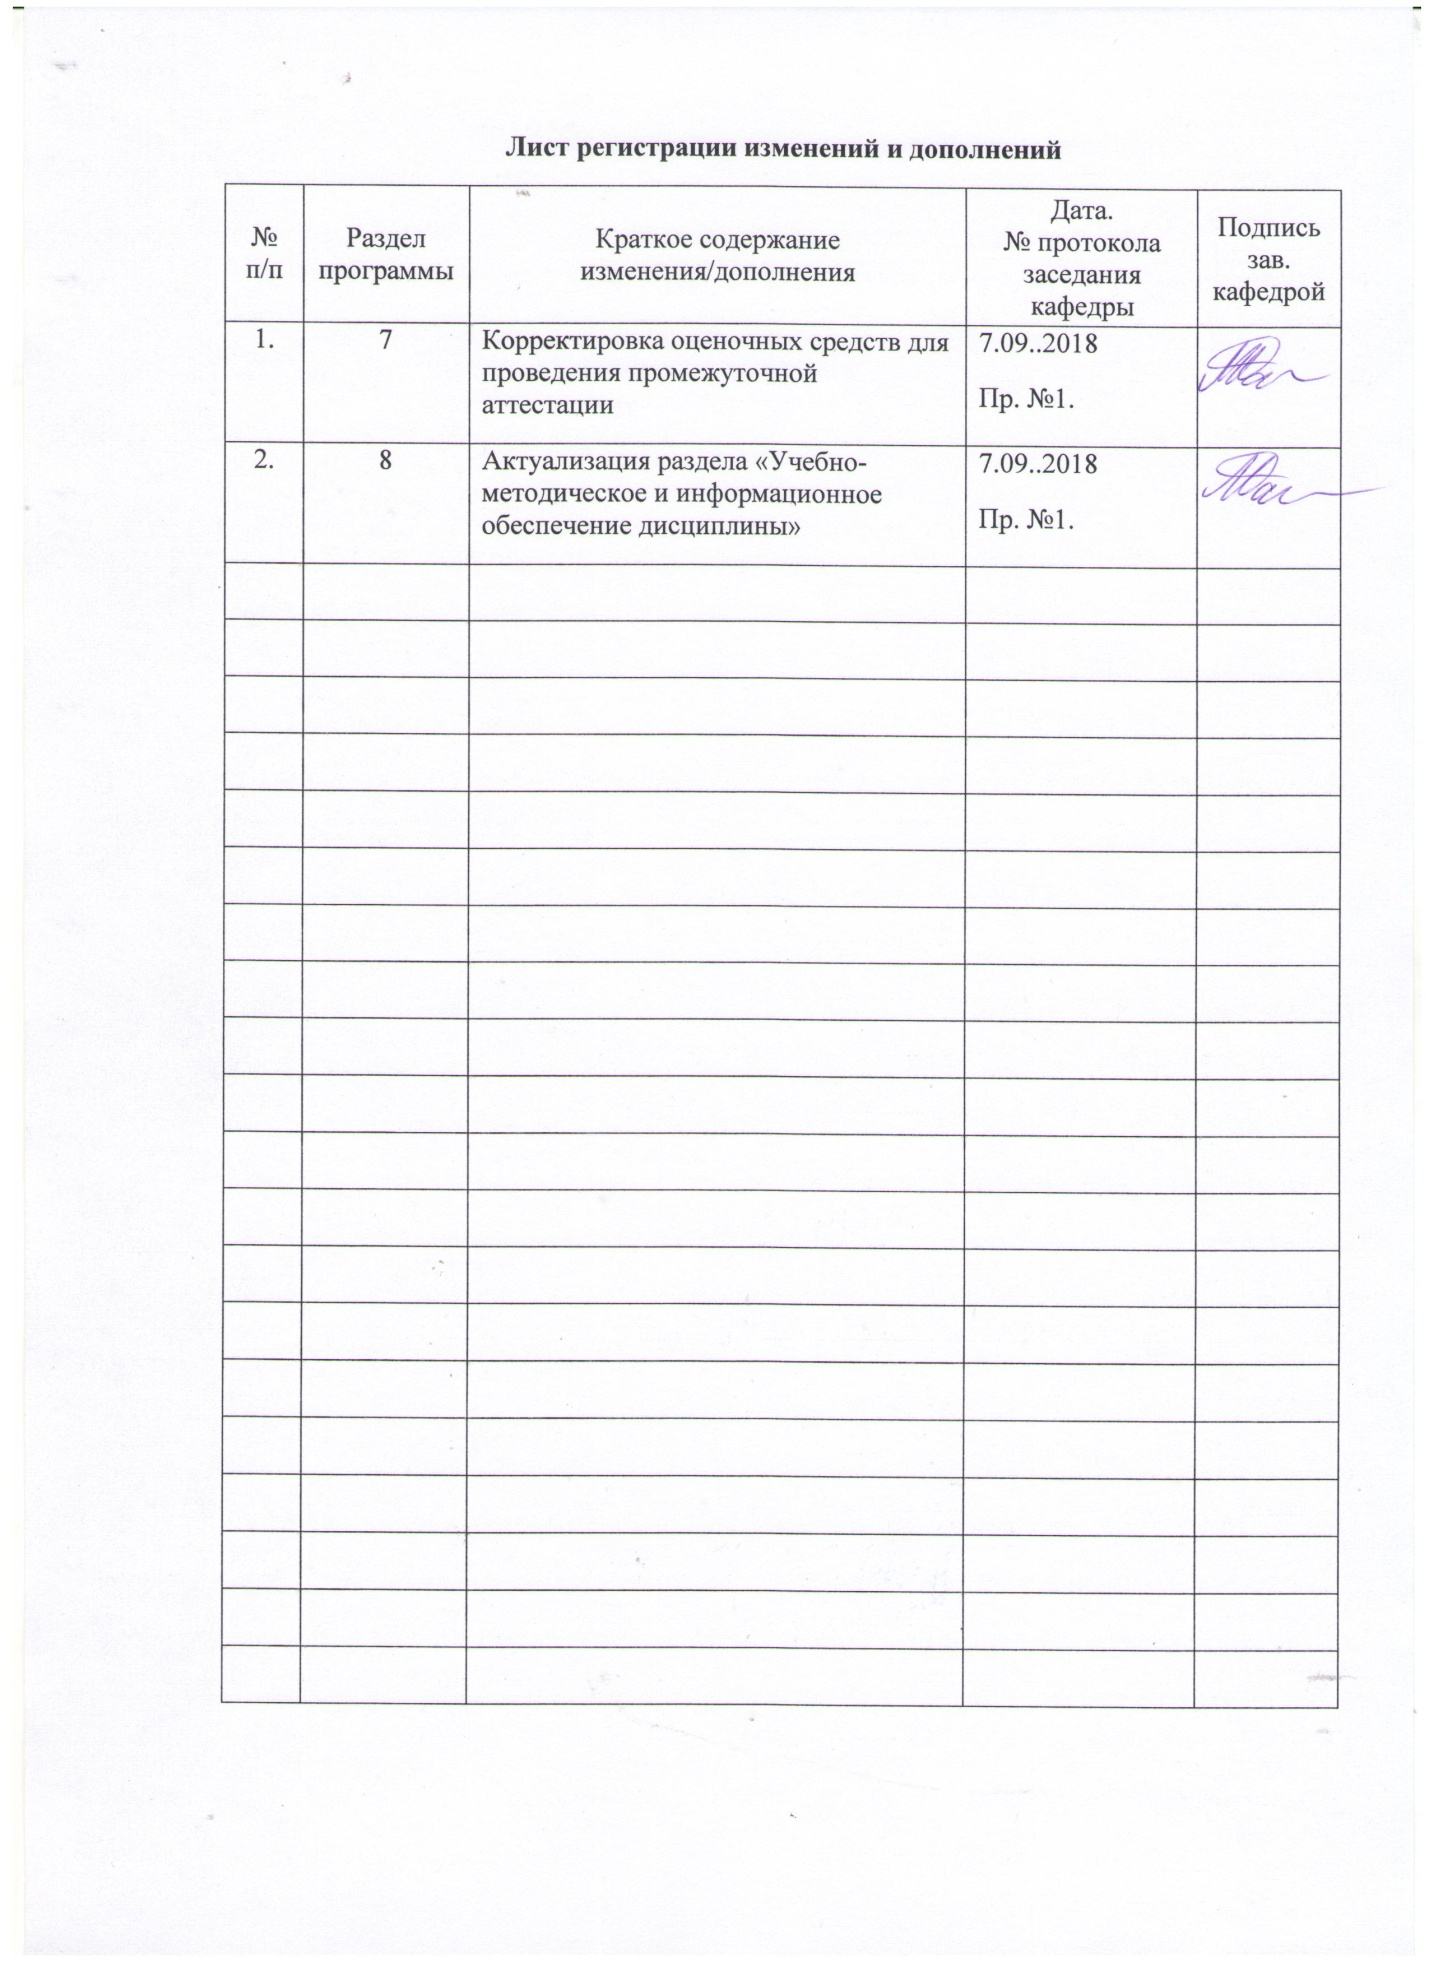 Лист регистрации изменений и дополнений
№
п/п
Раздел
программы
Краткое содержание
изменения/дополнения
Дата.
№ протокола
заседания
кафедры
Подпись
зав.
кафедрой
1.
7
Корректировка оценочных средств для
проведения промежуточной
аттестации
7.09..2018
Пр. №1.
2.
8
Актуализация раздела «Учебно-
методическое и информационное
обеспечение дисциплины»
7.09..2018
Пр. №1.